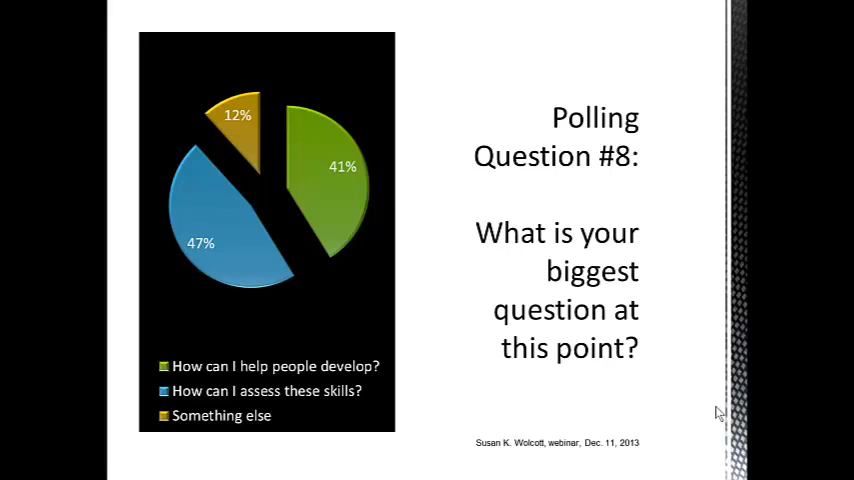 12%
41%
47%
How can I help people develop?
How can I assess these skills?
Something else
Polling
Question #8:
What is your
biggest
question at
this point?
Susan K. Wolcott, webinar, Dec. 11, 2013